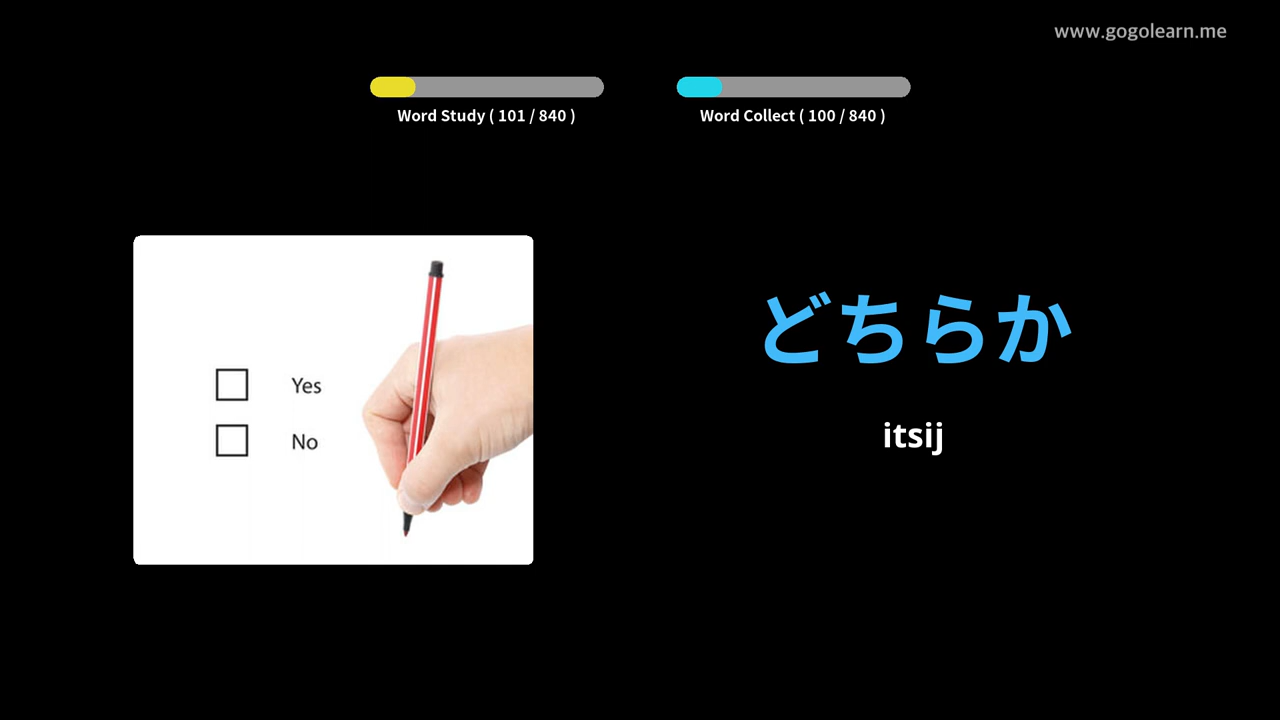 www.gogolearn.me
Word Study ( 101 / 840 )
Word Collect ( 100 / 840 )
Yes
No
どちらか
itsij